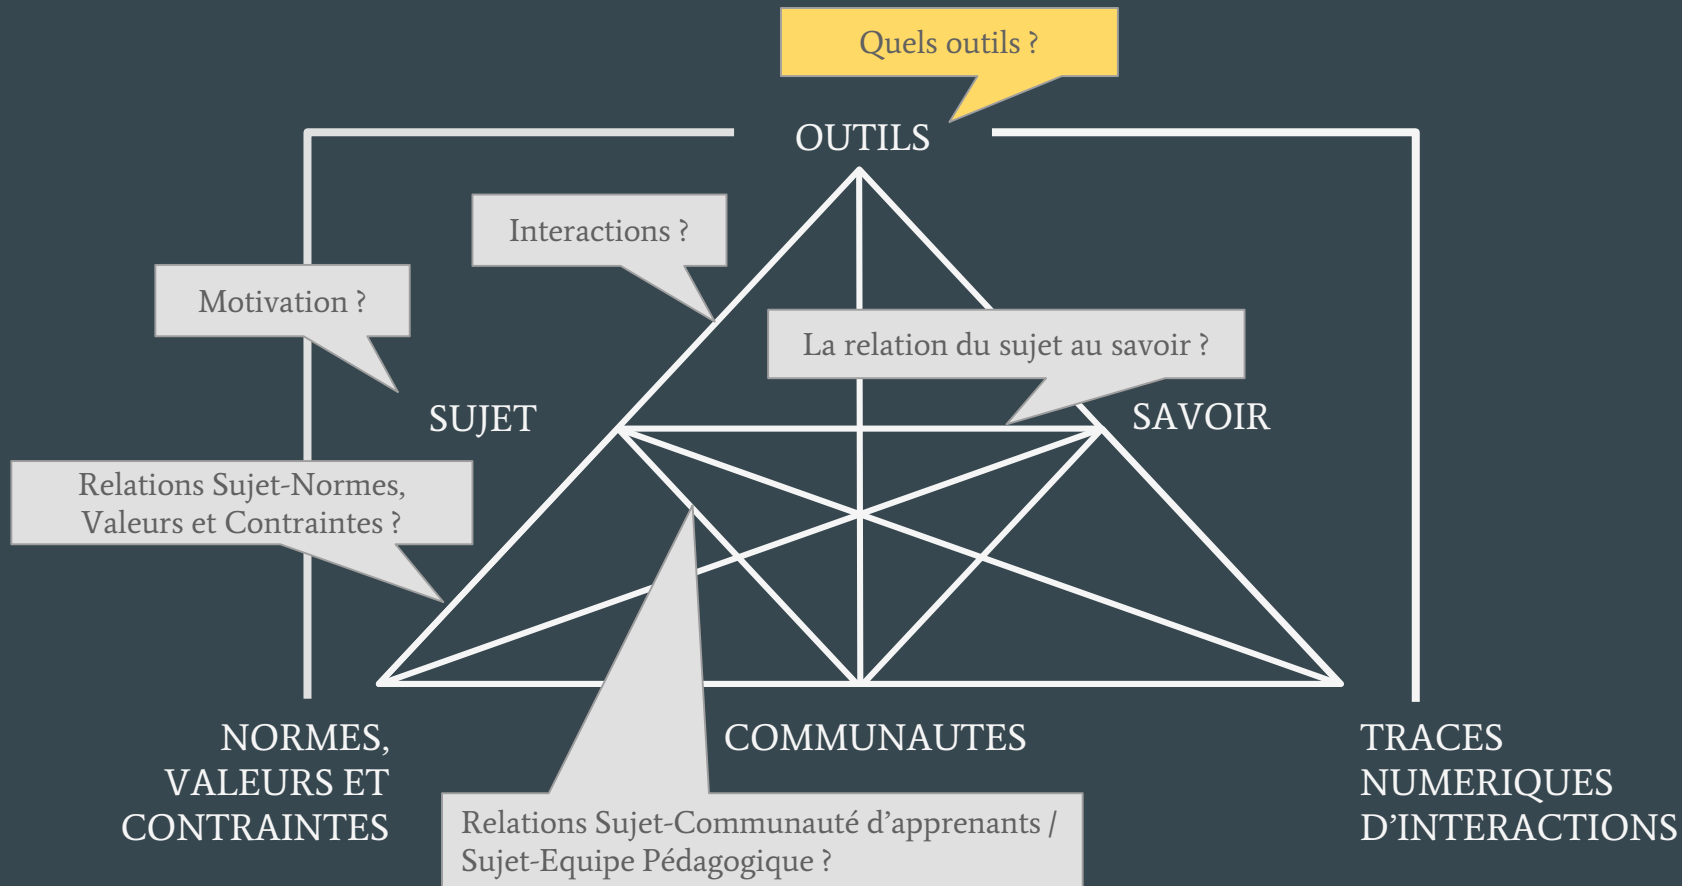 Quels outils ?
OUTILS
Interactions ?
Motivation ?
La relation du sujet au savoir ?
SUJET
SAVOIR
Relations Sujet-Normes,
Valeurs et Contraintes ?
NORMES,
VALEURS ET
CONTRAINTES
COMMUNAUTES
TRACES
NUMERIQUES
D’INTERACTIONS
Relations Sujet-Communauté d’apprenants /
Sujet-Equipe Pédagogique ?